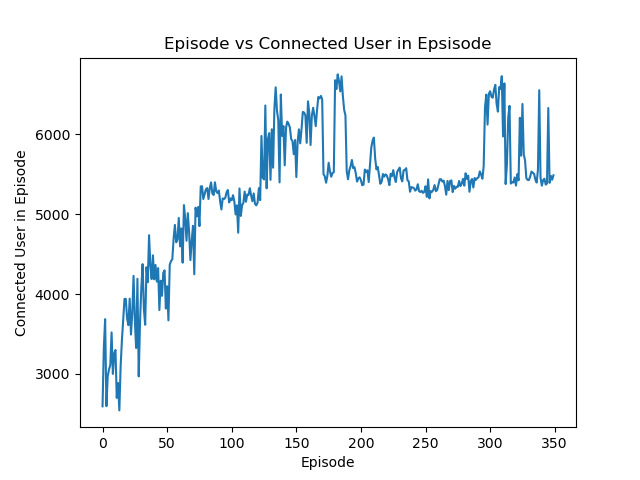 Episode vs Connected User in Epsisode
Connected User in Episode
6000
5000
4000
3000
0 50 100 150 200 250 300 350
Episode